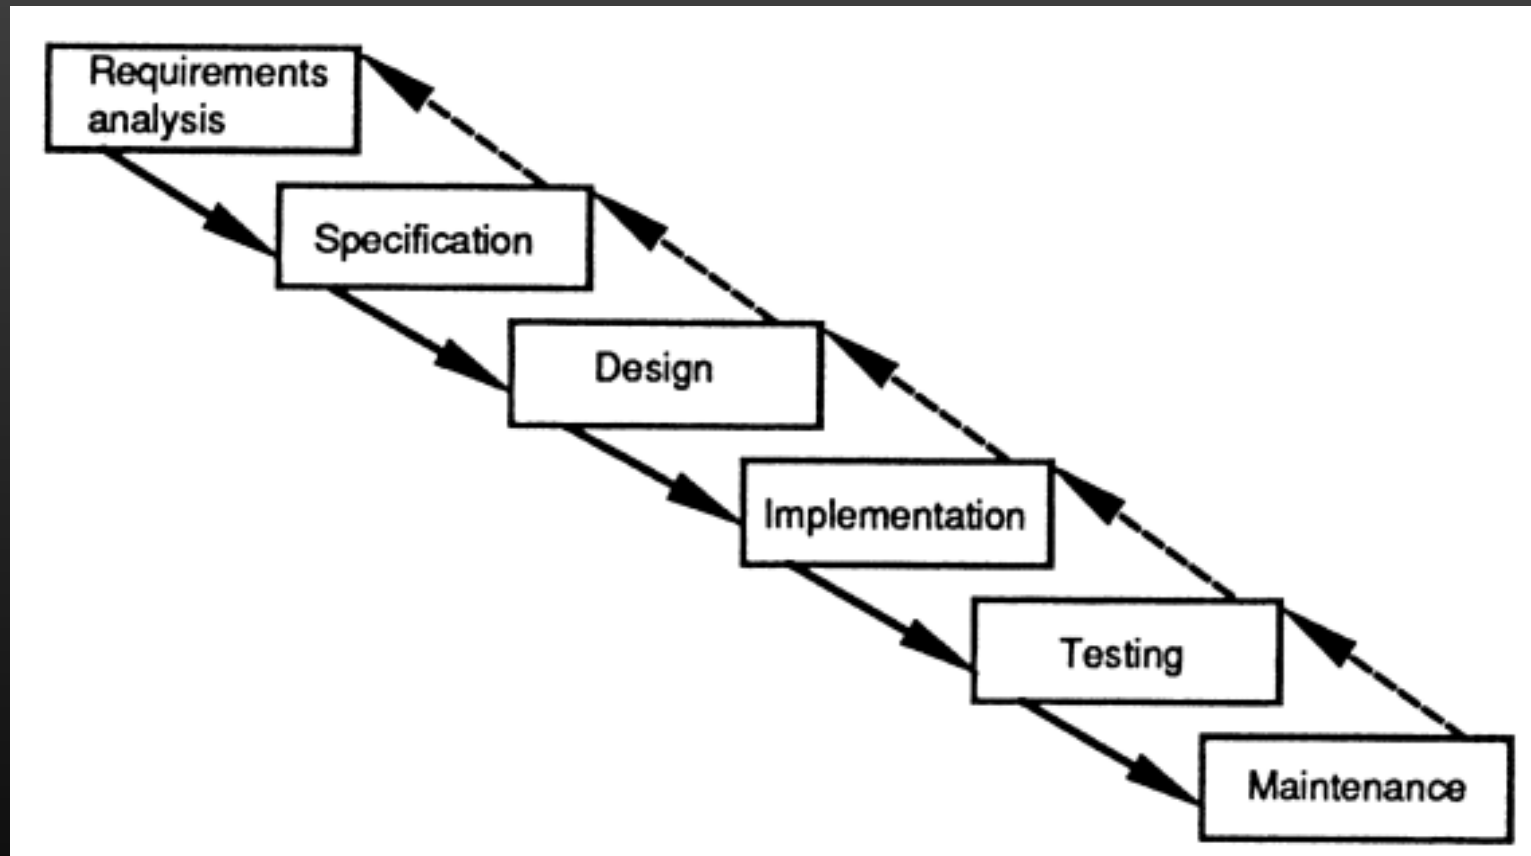 Requirements
analysis
Specification
Design
Implementation
Testing
Maintenance